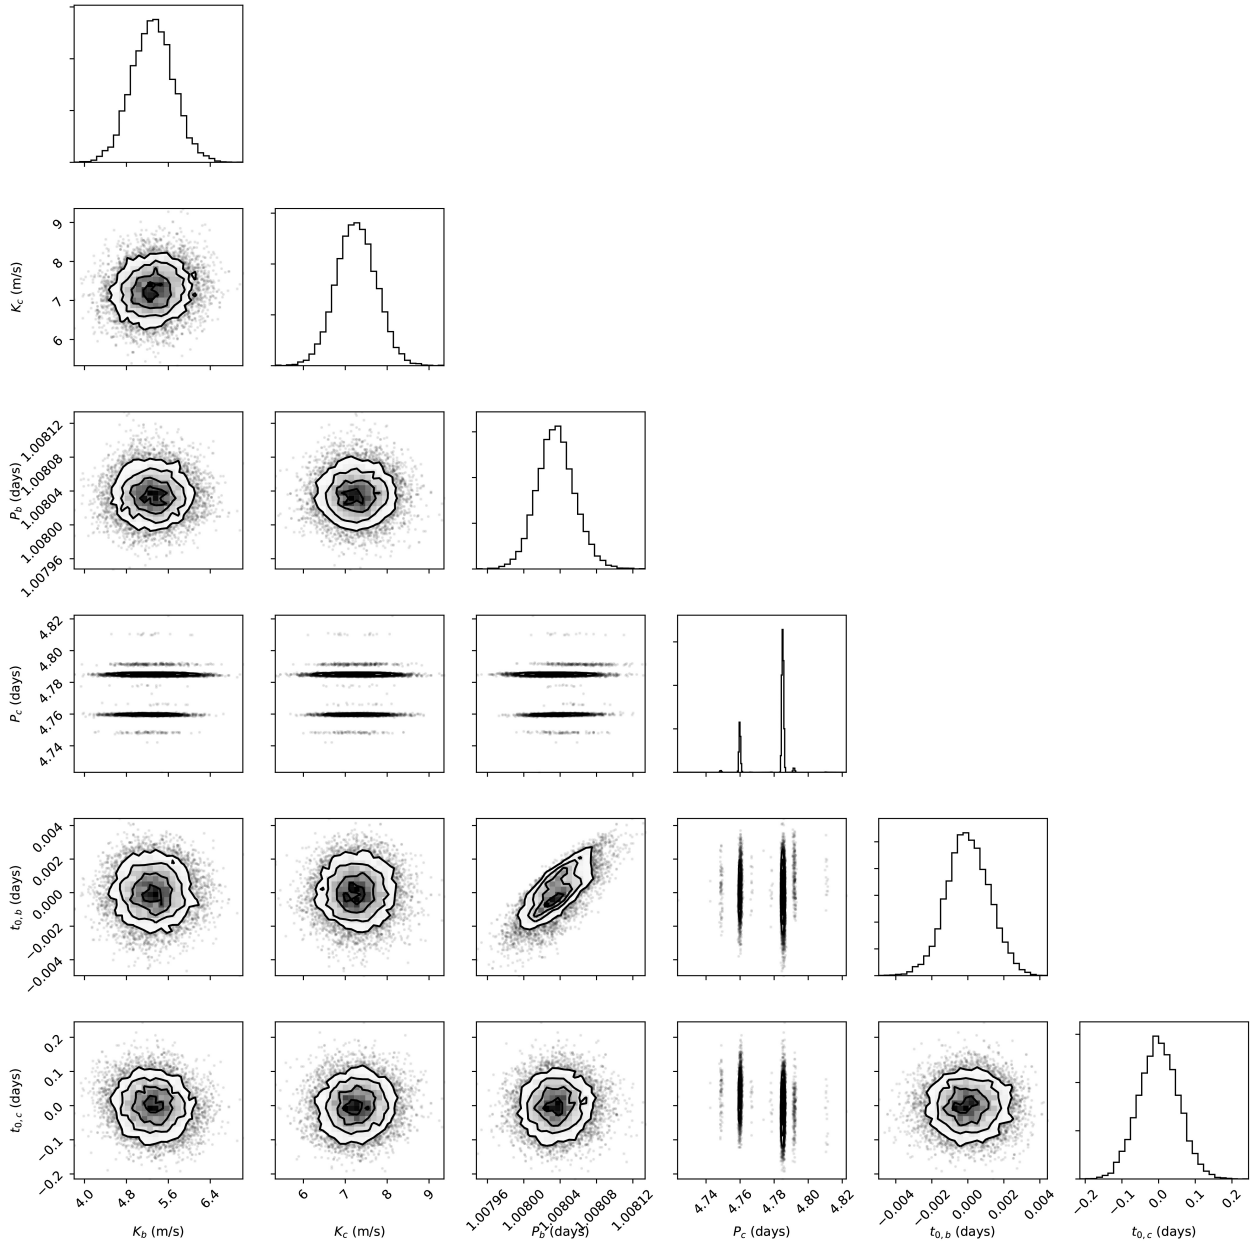 9
8
7
6
K_c (m/s)
1.00812
1.00808
1.00804
1.00800
1.00796
P_b (days)
4.82
4.80
4.78
4.76
4.74
P_c (days)
0.004
0.002
0.000
−0.002
−0.004
t_{0,b} (days)
0.2
0.1
0.0
−0.1
−0.2
t_{0,c} (days)
4.0 4.8 5.6 6.4
K_b (m/s)
6 7 8 9
K_c (m/s)
1.00796 1.00800 1.00804 1.00808 1.00812
P_b (days)
4.74 4.76 4.78 4.80 4.82
P_c (days)
−0.004 −0.002 0.000 0.002 0.004
t_{0,b} (days)
−0.2 −0.1 0.0 0.1 0.2
t_{0,c} (days)